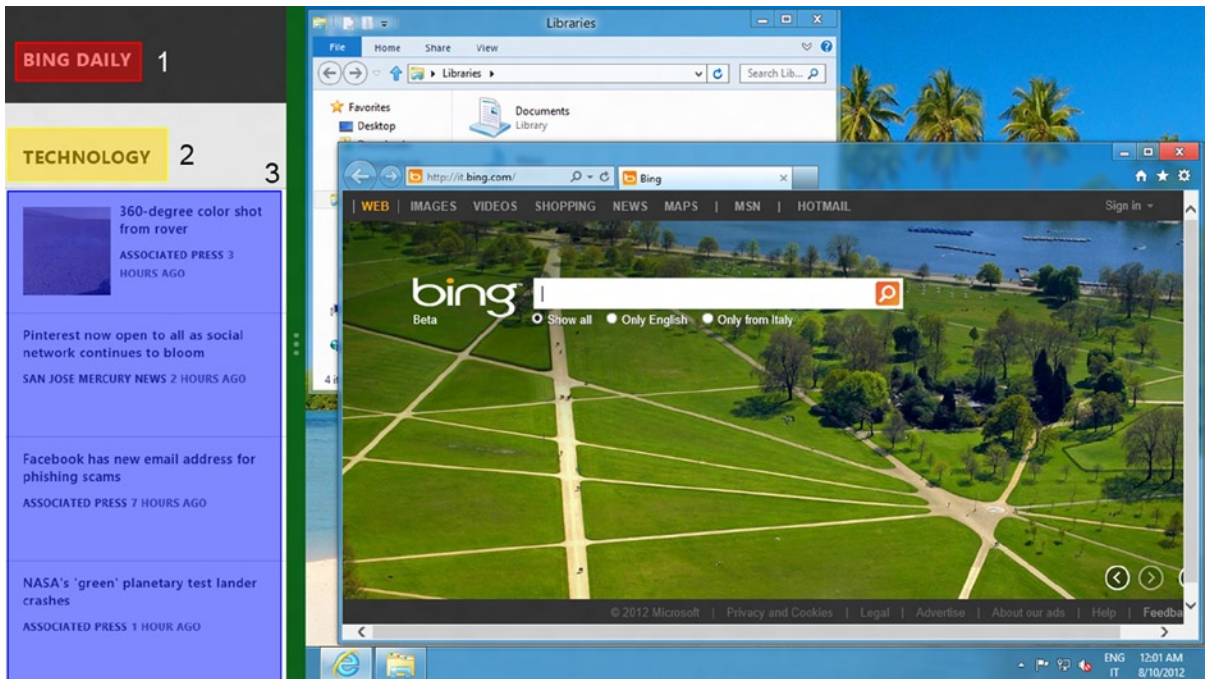 BING DAILY 1
TECHNOLOGY 2
3
360-degree color shot
from rover
ASSOCIATED PRESS 3
HOURS AGO
Pinterest now open to all as social
network continues to bloom
SAN JOSE MERCURY NEWS 2 HOURS AGO
Facebook has new email address for
phishing scams
ASSOCIATED PRESS 7 HOURS AGO
NASA's 'green' planetary test lander
crashes
ASSOCIATED PRESS 1 HOUR AGO
Libraries
File Home Share View
Libraries
Search Lib...
Favorites
Desktop
Documents
Library
http://it.bing.com/
Bing
WEB | IMAGES VIDEOS SHOPPING NEWS MAPS | MSN | HOTMAIL
Sign in
bing
Beta
Show all Only English Only from Italy
© 2012 Microsoft | Privacy and Cookies | Legal | Advertise | About our ads | Help | Feedba
ENG 12:01 AM
IT 8/10/2012